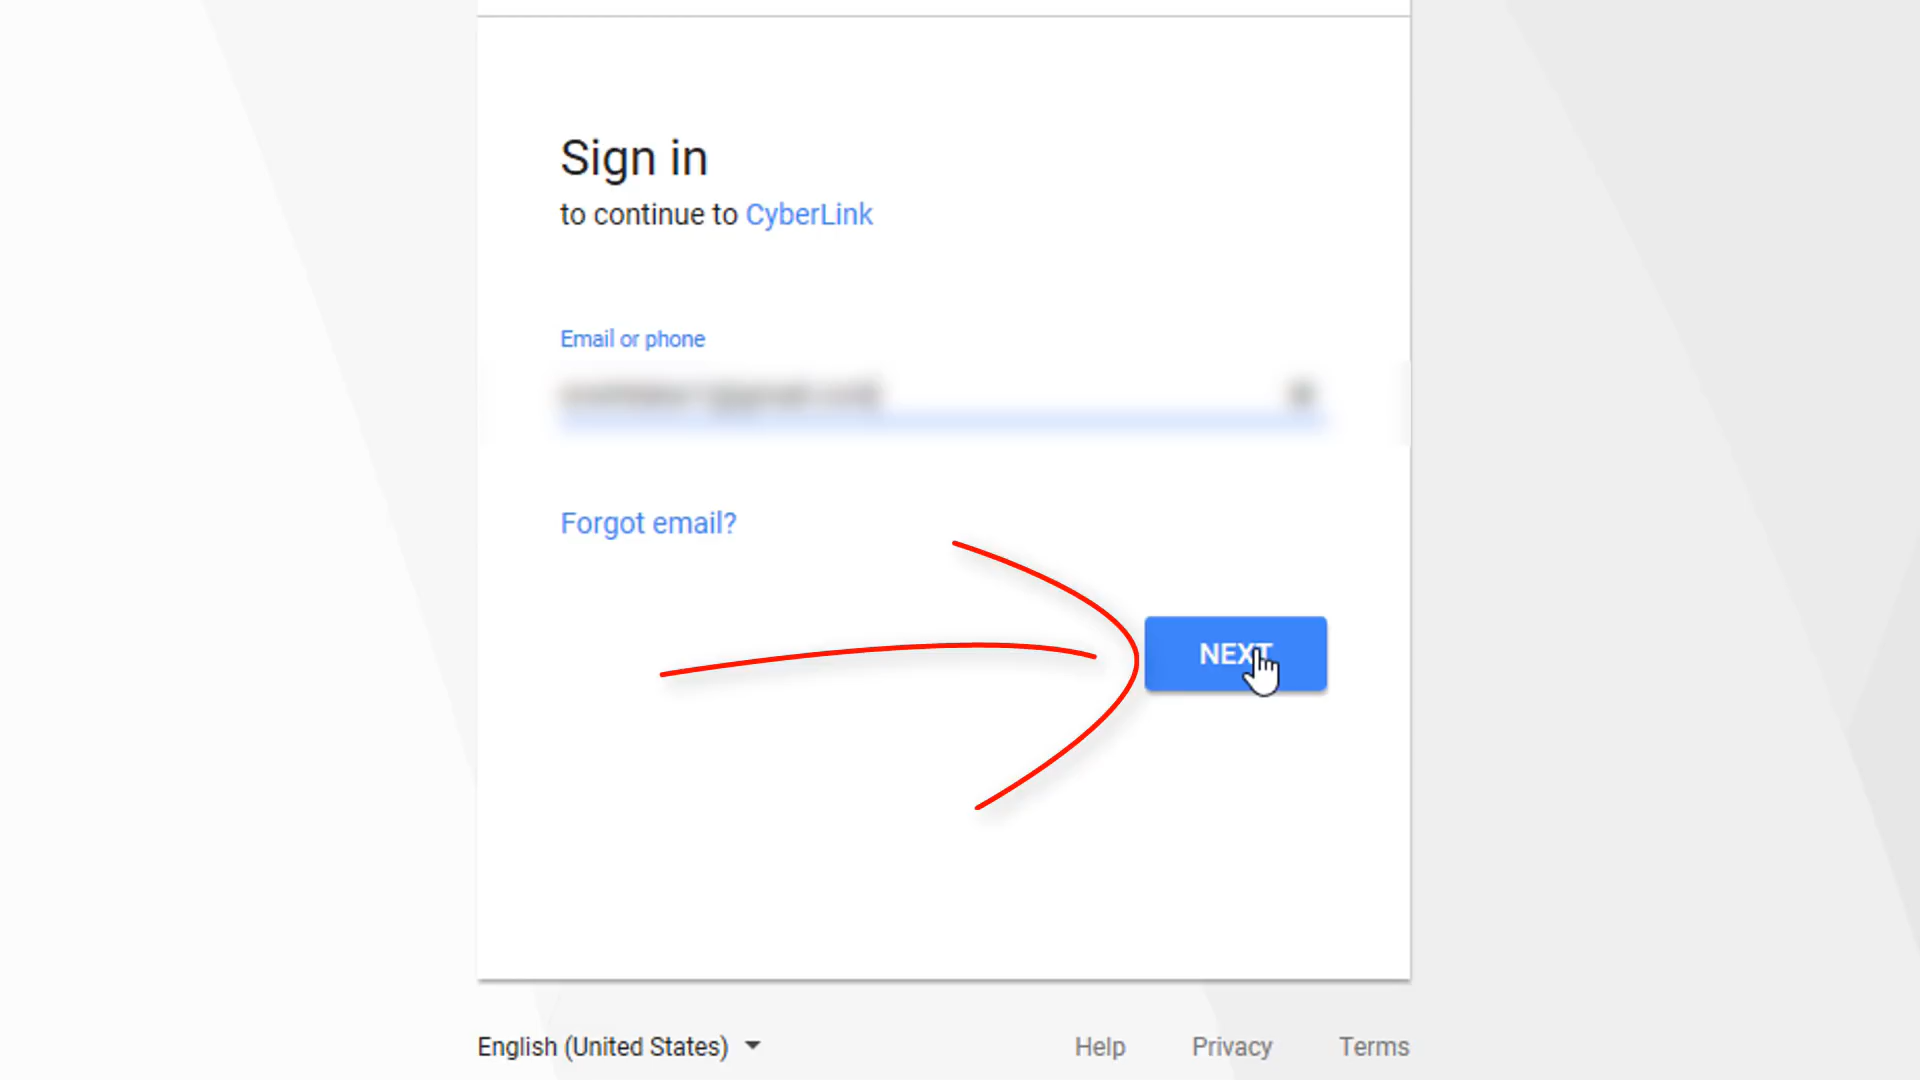 Sign in
to continue to CyberLink
Email or phone
Forgot email?
NEXT
English (United States)
Help Privacy Terms